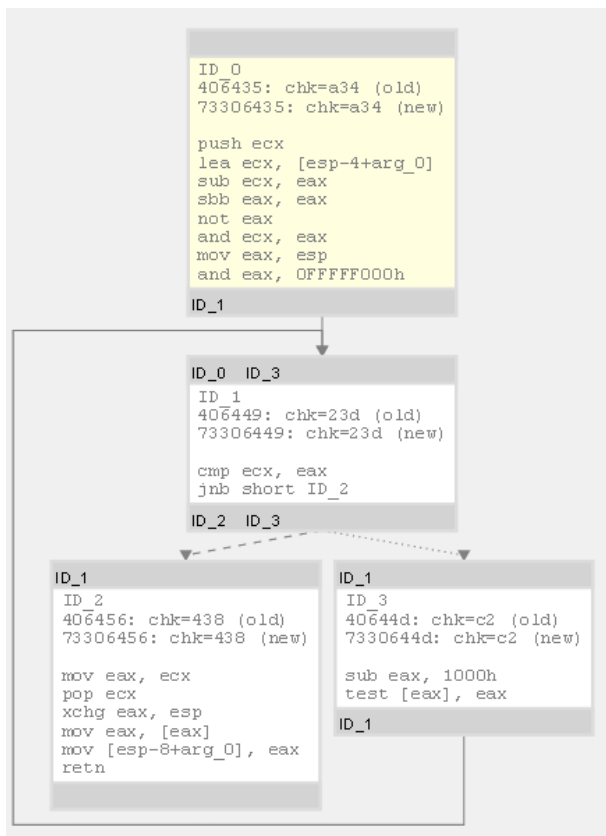 ID_0
406435: chk=a34 (old)
73306435: chk=a34 (new)
push ecx
lea ecx, [esp-4+arg_0]
sub ecx, eax
sbb eax, eax
not eax
and ecx, eax
mov eax, esp
and eax, 0FFFFF000h
ID_1
ID_0 ID_3
ID_1
406449: chk=23d (old)
73306449: chk=23d (new)
cmp ecx, eax
jnb short ID_2
ID_2 ID_3
ID_1
ID_2
406456: chk=438 (old)
73306456: chk=438 (new)
mov eax, ecx
pop ecx
xchg eax, esp
mov eax, [eax]
mov [esp-8+arg_0], eax
retn
ID_1
ID_3
40644d: chk=c2 (old)
7330644d: chk=c2 (new)
sub eax, 1000h
test [eax], eax
ID_1